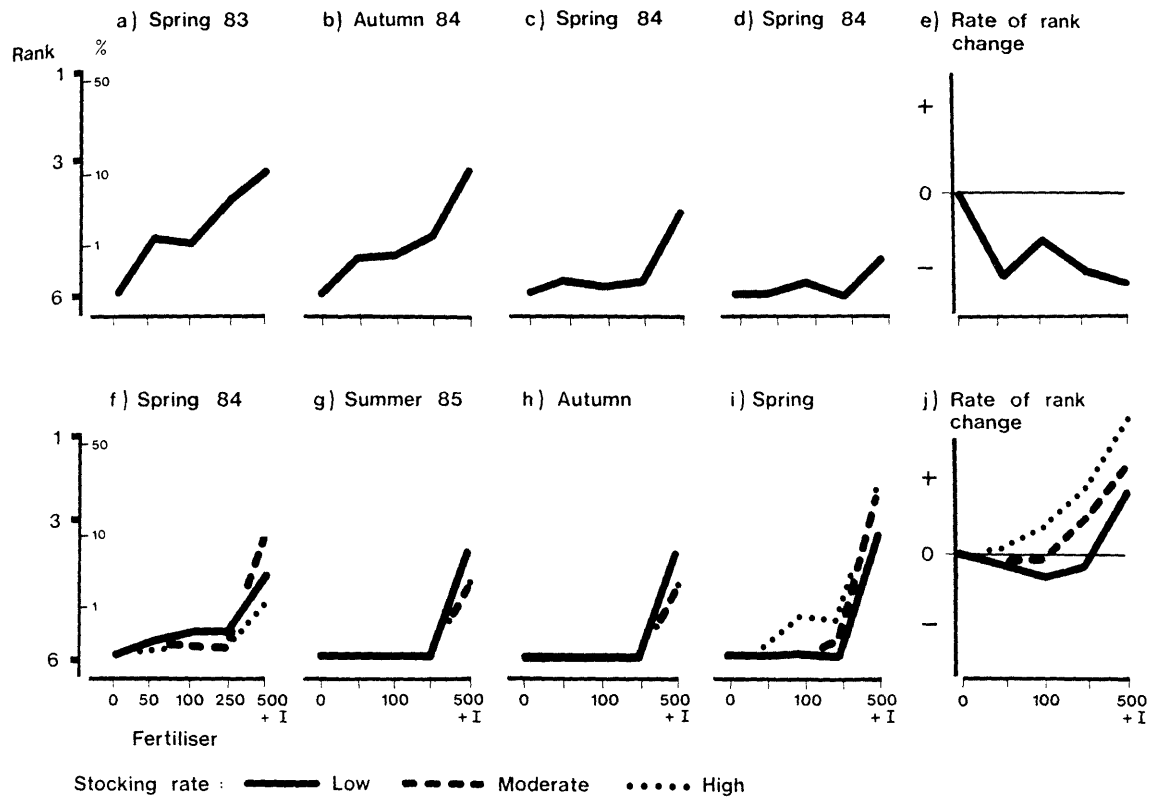 a) Spring 83
b) Autumn 84
c) Spring 84
d) Spring 84
e) Rate of rank
change
Rank %
1
50
3
10
1
6
+
0
−
f) Spring 84
g) Summer 85
h) Autumn
i) Spring
j) Rate of rank
change
1
50
3
10
1
6
+
0
−
0 50 100 250 500
+ I
0 100 500
+ I
0 100 500
+ I
0 100 500
+ I
0 100 500
+ I
Fertiliser
Stocking rate : Low Moderate High